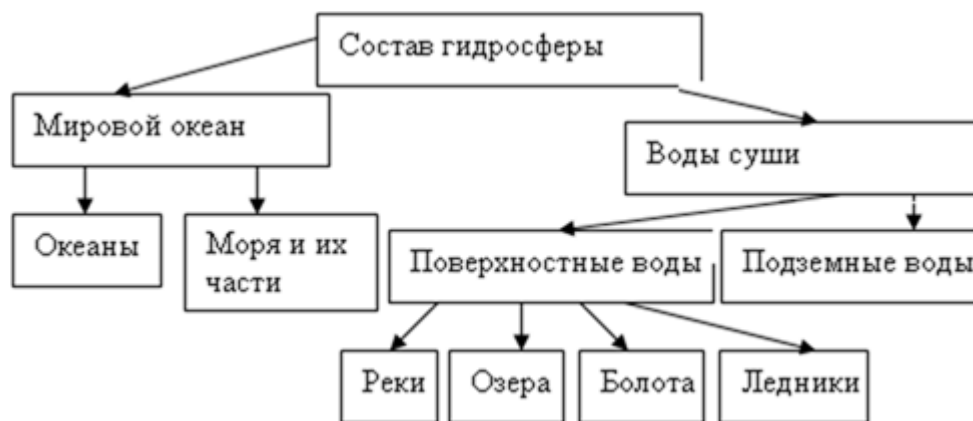 Состав гидросферы
Мировой океан
Воды суши
Океаны
Моря и их
части
Поверхностные воды
Подземные воды
Реки
Озера
Болота
Ледники